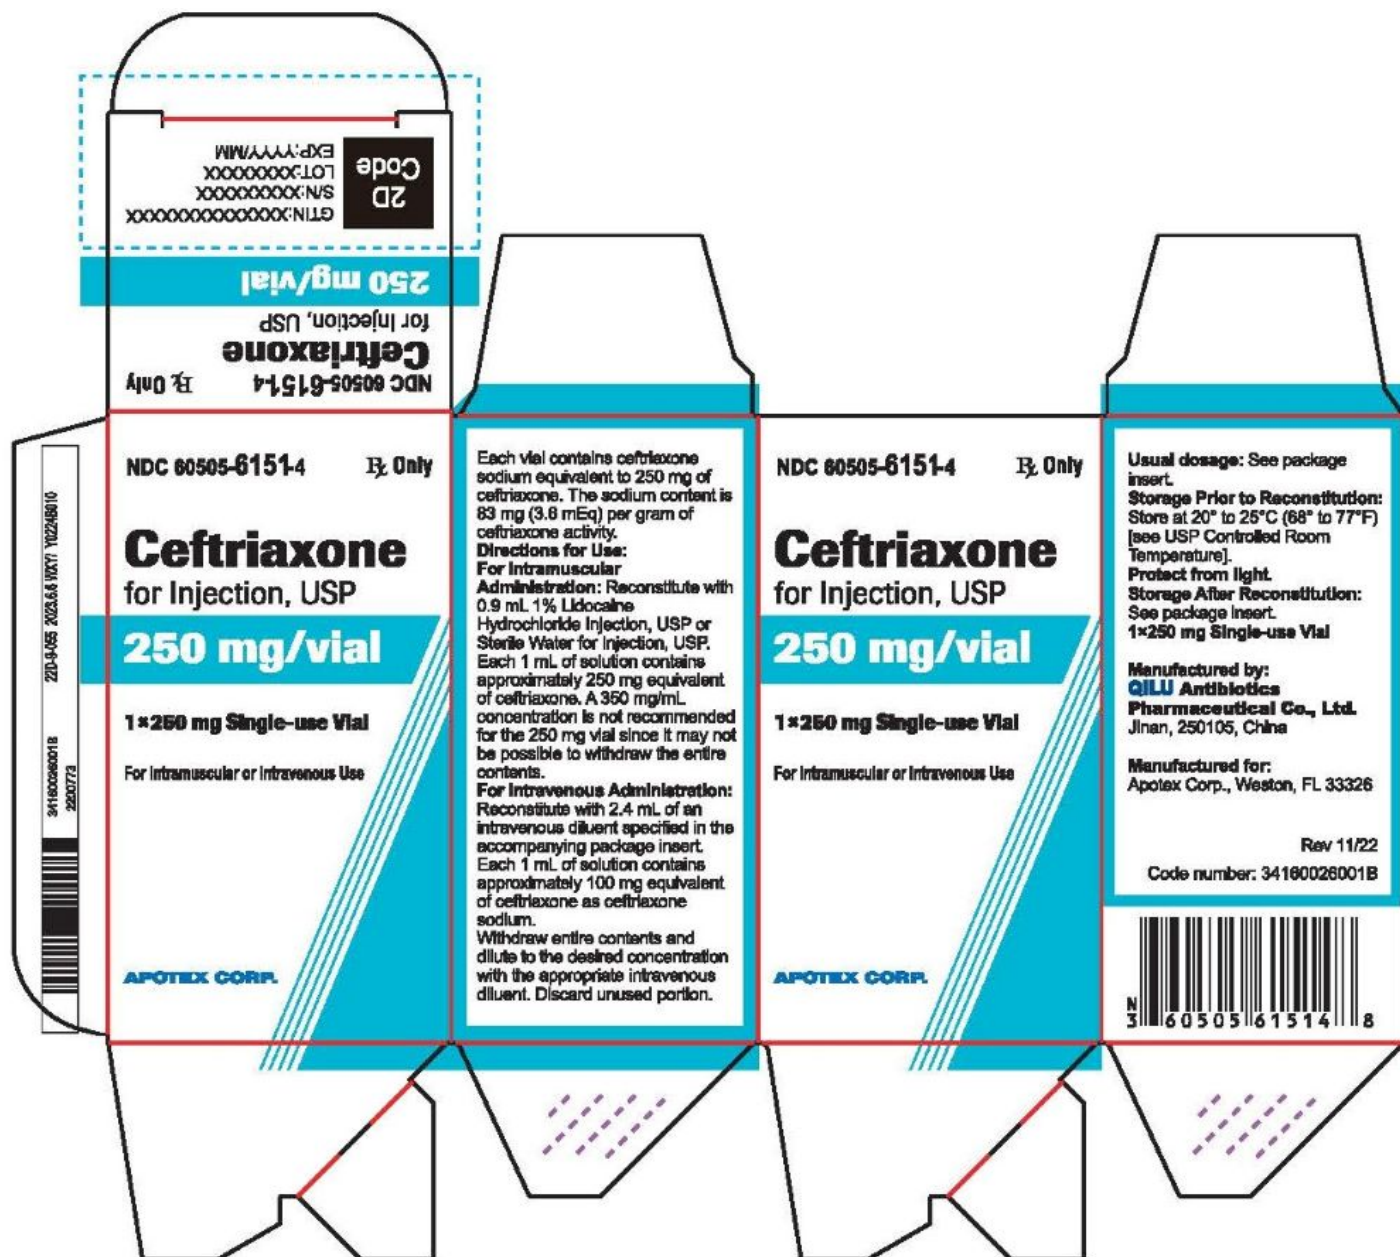 GTIN:XXXXXXXXXXXXXXXX
S/N:XXXXXXXXXX
LOT:XXXXXXXXX
EXP:YYYY/MM
2D
Code
250 mg/vial
NDC 60505-6151-4 ℞ Only
Ceftriaxone
for Injection, USP
22D-9-055 2023.6.6 WXY/ Y0224B010
34160026001B
2200773
NDC 60505-6151-4 ℞ Only
Ceftriaxone
for Injection, USP
250 mg/vial
1×250 mg Single-use Vial
For Intramuscular or Intravenous Use
APOTEX CORP.
Each vial contains ceftriaxone
sodium equivalent to 250 mg of
ceftriaxone. The sodium content is
83 mg (3.6 mEq) per gram of
ceftriaxone activity.
Directions for Use:
For Intramuscular
Administration: Reconstitute with
0.9 mL 1% Lidocaine
Hydrochloride Injection, USP or
Sterile Water for Injection, USP.
Each 1 mL of solution contains
approximately 250 mg equivalent
of ceftriaxone. A 350 mg/mL
concentration is not recommended
for the 250 mg vial since it may not
be possible to withdraw the entire
contents.
For Intravenous Administration:
Reconstitute with 2.4 mL of an
intravenous diluent specified in the
accompanying package insert.
Each 1 mL of solution contains
approximately 100 mg equivalent
of ceftriaxone as ceftriaxone
sodium.
Withdraw entire contents and
dilute to the desired concentration
with the appropriate intravenous
diluent. Discard unused portion.
NDC 60505-6151-4 ℞ Only
Ceftriaxone
for Injection, USP
250 mg/vial
1×250 mg Single-use Vial
For Intramuscular or Intravenous Use
APOTEX CORP.
Usual dosage: See package
insert.
Storage Prior to Reconstitution:
Store at 20° to 25°C (68° to 77°F)
[see USP Controlled Room
Temperature].
Protect from light.
Storage After Reconstitution:
See package insert.
1×250 mg Single-use Vial
Manufactured by:
QILU Antibiotics
Pharmaceutical Co., Ltd.
Jinan, 250105, China
Manufactured for:
Apotex Corp., Weston, FL 33326
Rev 11/22
Code number: 34160026001B
N
3 60505 61514 8